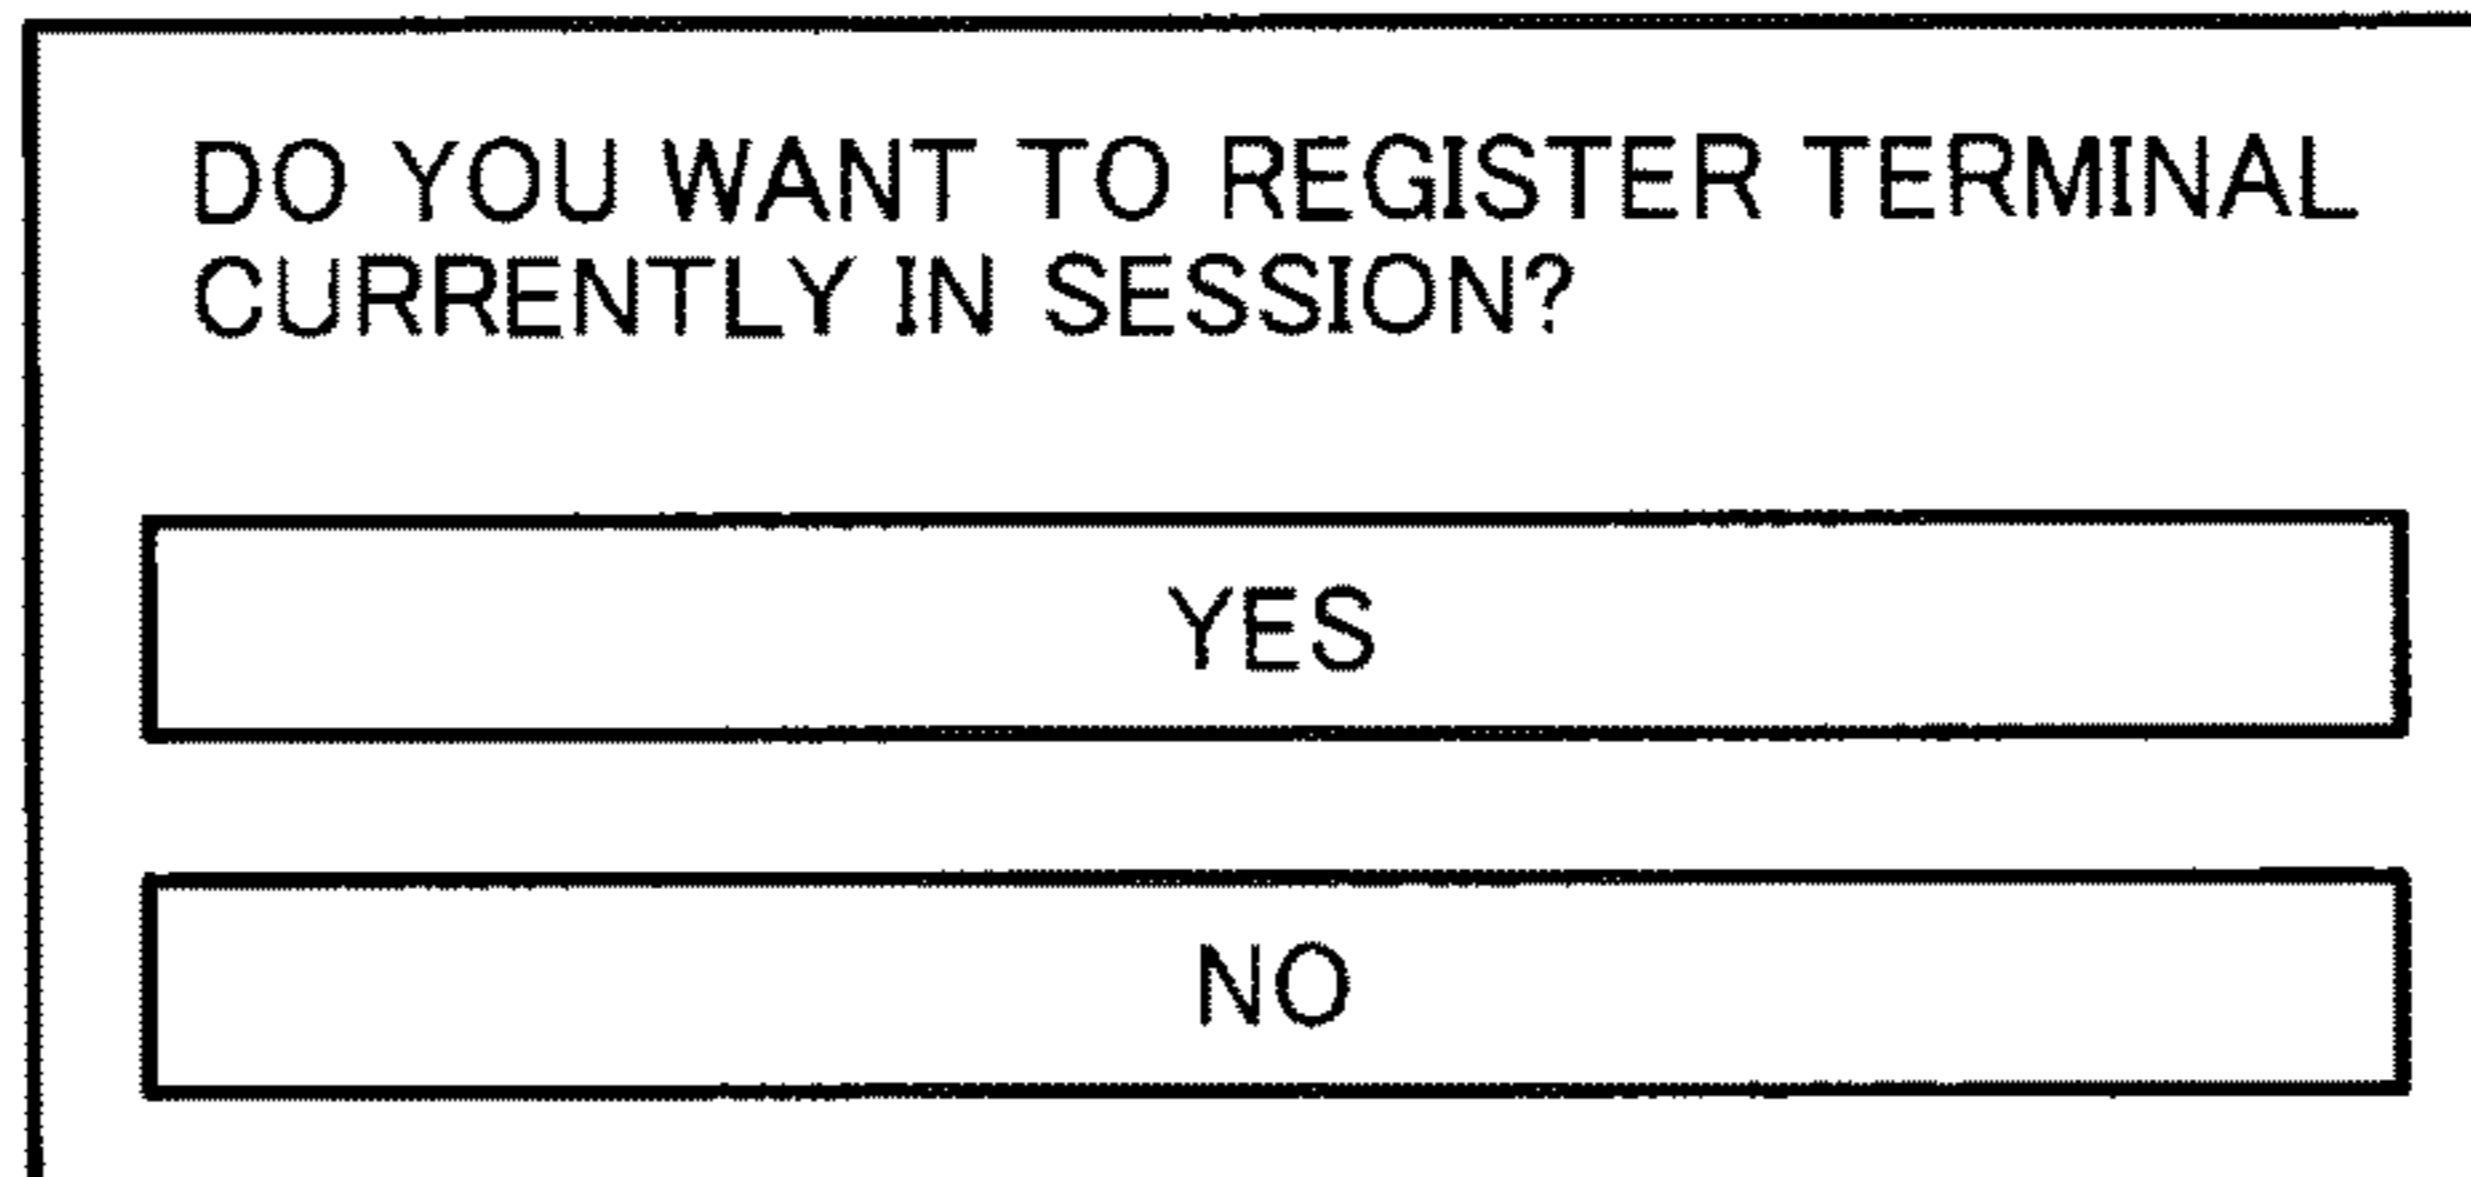 DO YOU WANT TO REGISTER TERMINAL
CURRENTLY IN SESSION?
YES
NO